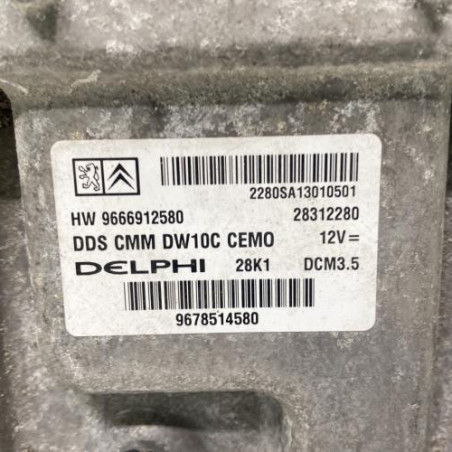 2280SA13010501
HW 9666912580 28312280
DDS CMM DW10C CEMO 12V=
DELPHI 28K1 DCM3.5
9678514580